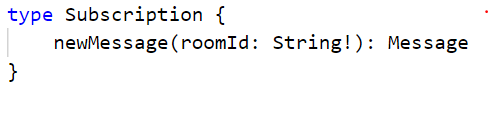 type Subscription {
    newMessage(roomId: String!): Message
}